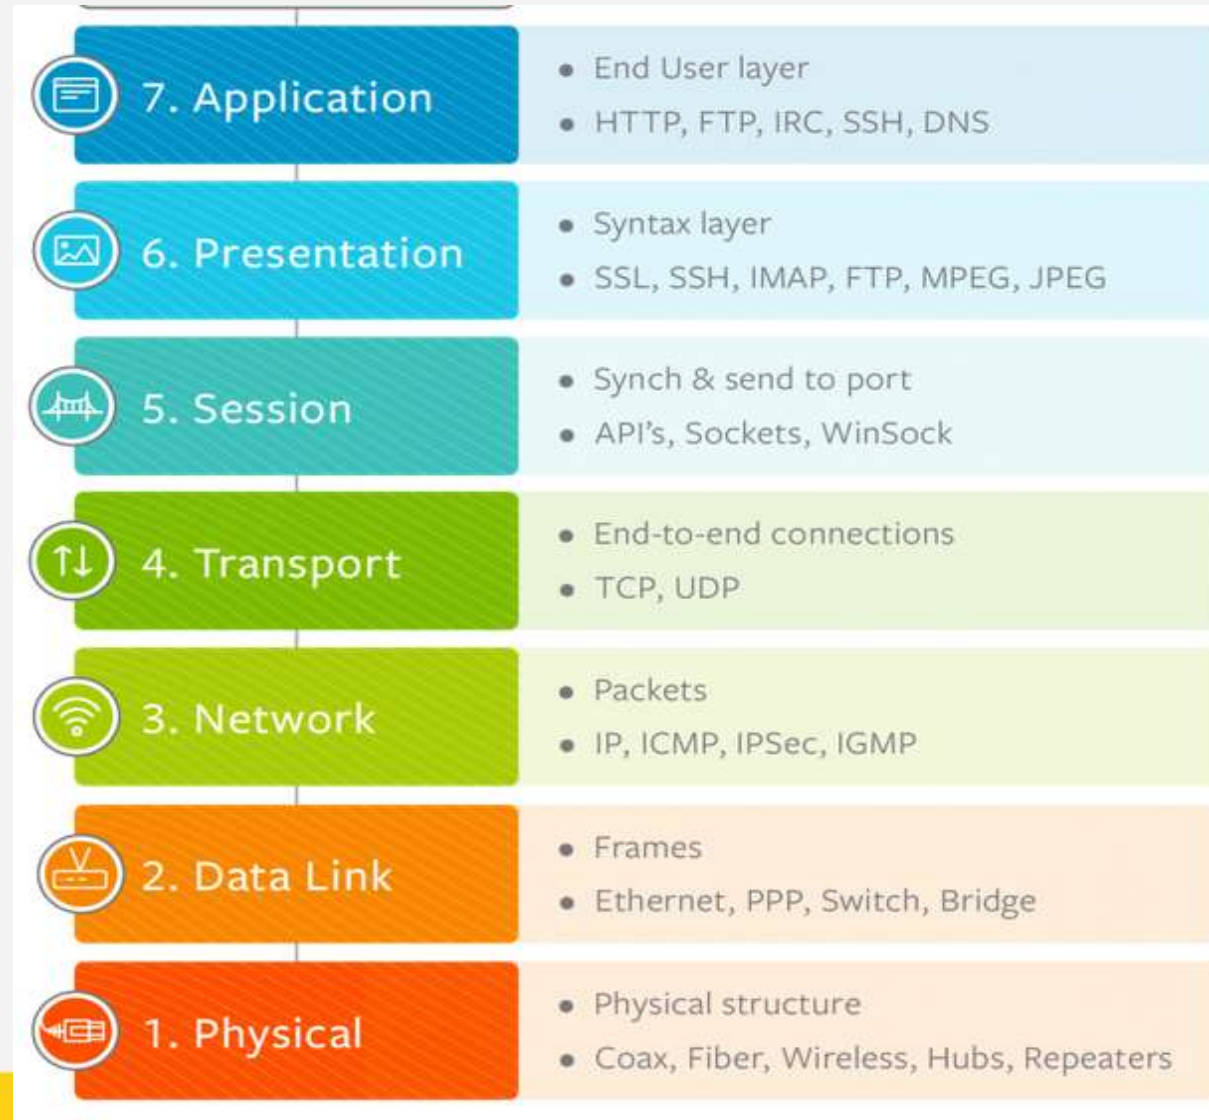 7. Application
• End User layer
• HTTP, FTP, IRC, SSH, DNS
6. Presentation
• Syntax layer
• SSL, SSH, IMAP, FTP, MPEG, JPEG
5. Session
• Synch & send to port
• API's, Sockets, WinSock
4. Transport
• End-to-end connections
• TCP, UDP
3. Network
• Packets
• IP, ICMP, IPSec, IGMP
2. Data Link
• Frames
• Ethernet, PPP, Switch, Bridge
1. Physical
• Physical structure
• Coax, Fiber, Wireless, Hubs, Repeaters